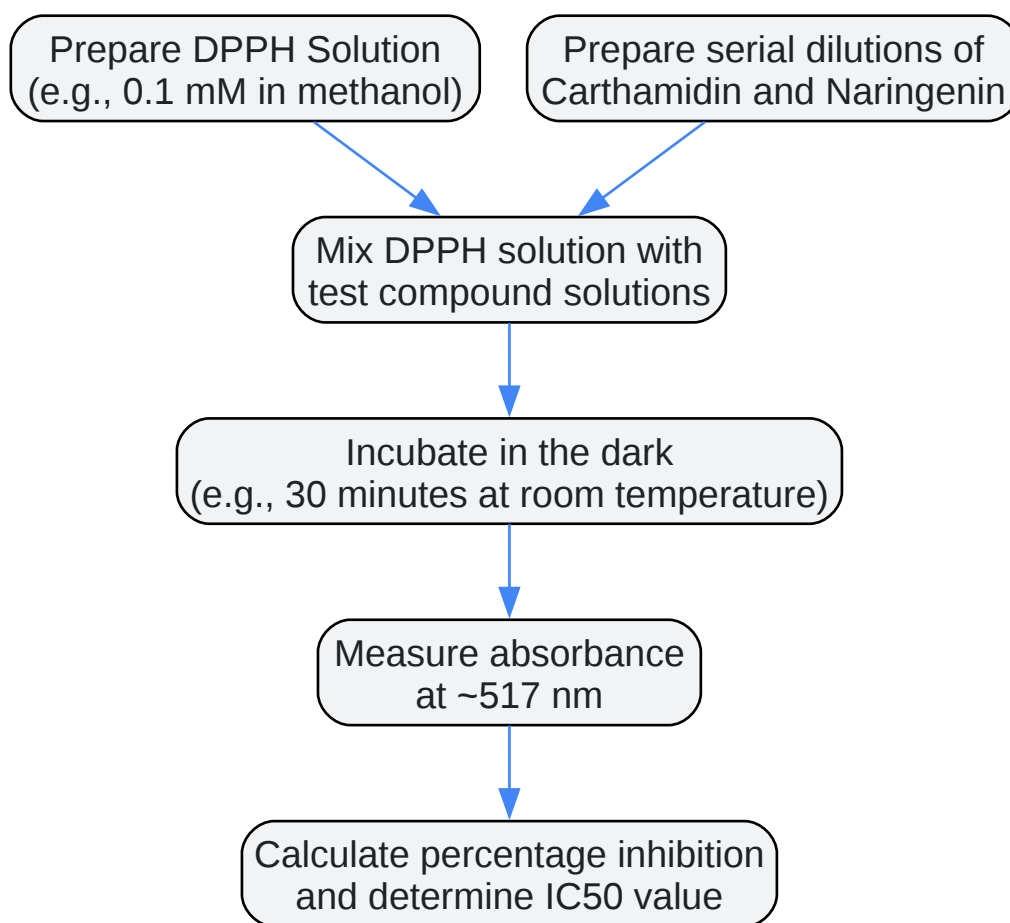 Prepare DPPH Solution
(e.g., 0.1 mM in methanol)
Prepare serial dilutions of
Carthamidin and Naringenin
Mix DPPH solution with
test compound solutions
Incubate in the dark
(e.g., 30 minutes at room temperature)
Measure absorbance
at ~517 nm
Calculate percentage inhibition
and determine IC50 value